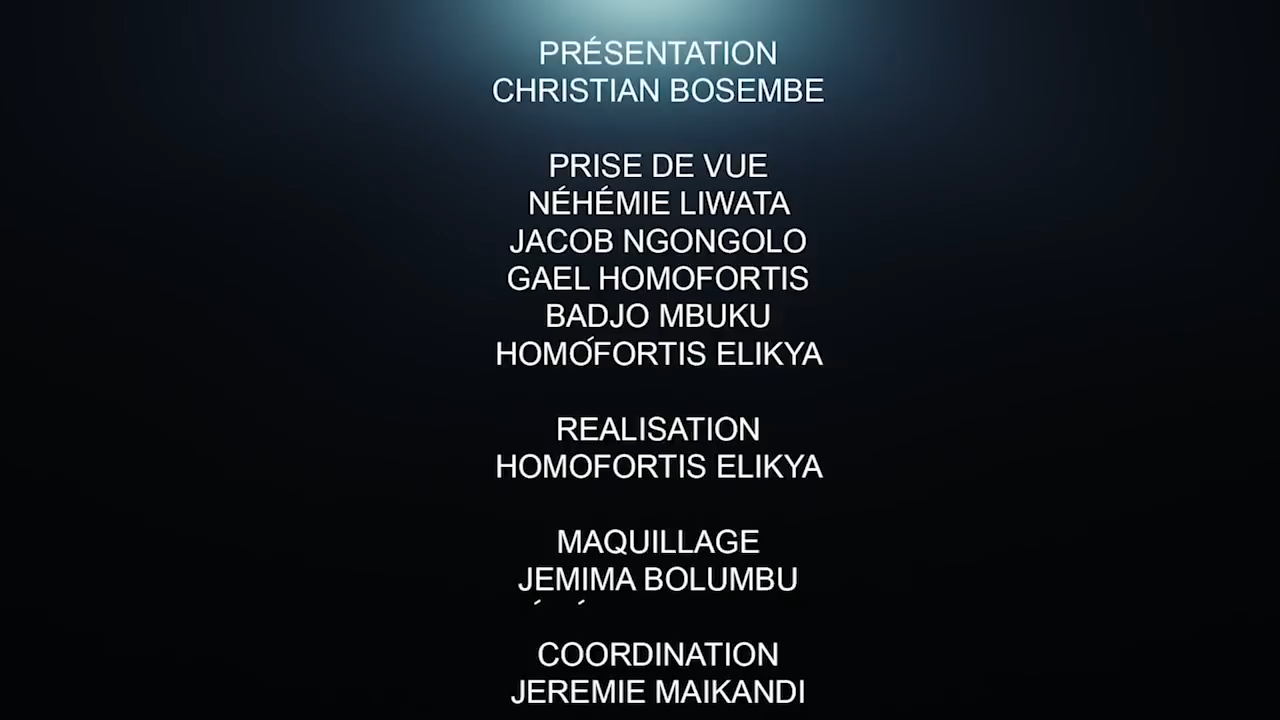 PRÉSENTATION
CHRISTIAN BOSEMBE
PRISE DE VUE
NÉHÉMIE LIWATA
JACOB NGONGOLO
GAEL HOMOFORTIS
BADJO MBUKU
HOMOFORTIS ELIKYA
REALISATION
HOMOFORTIS ELIKYA
MAQUILLAGE
JEMIMA BOLUMBU
COORDINATION
JEREMIE MAIKANDI